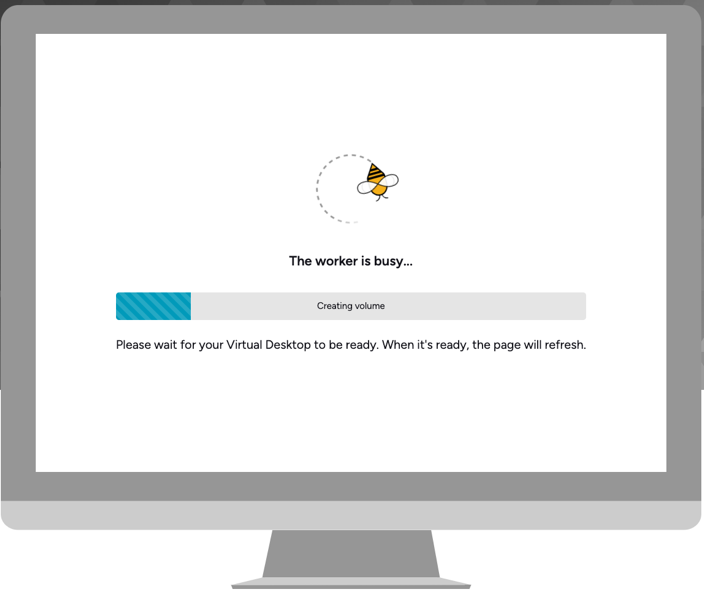 The worker is busy...
Creating volume
Please wait for your Virtual Desktop to be ready. When it's ready, the page will refresh.